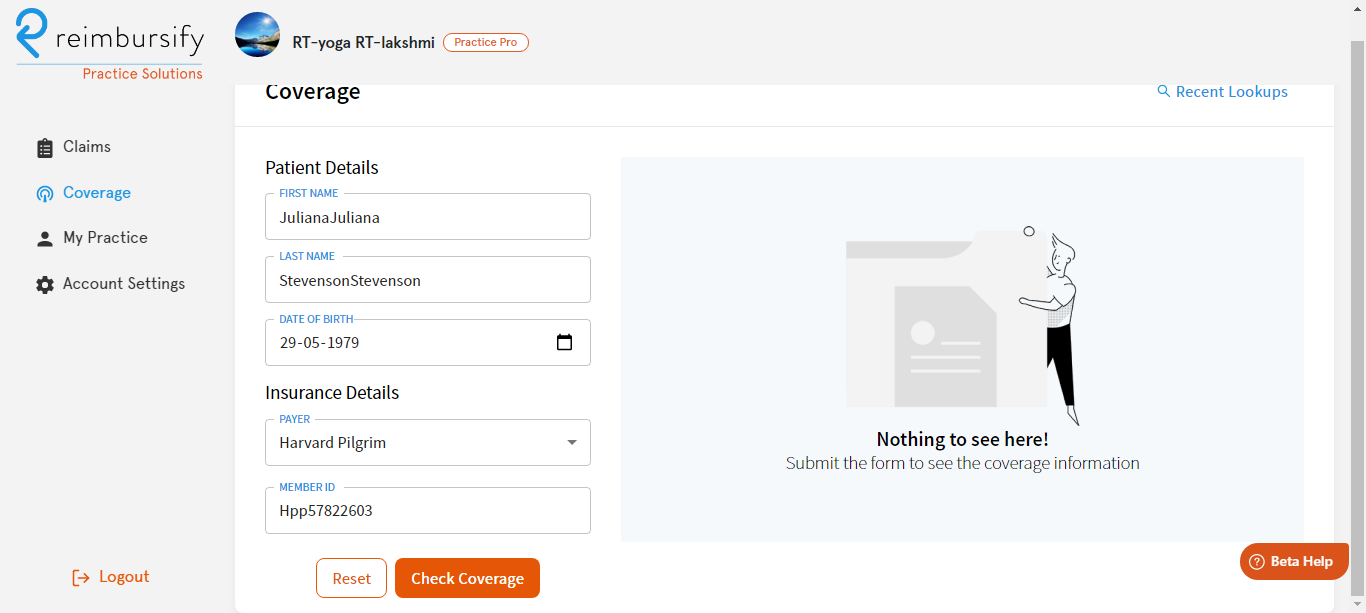 reimbursify
Practice Solutions
RT-yoga RT-lakshmi Practice Pro
Coverage
Recent Lookups
Claims
Coverage
My Practice
Account Settings
Logout
Patient Details
FIRST NAME
JulianaJuliana
LAST NAME
StevensonStevenson
DATE OF BIRTH
29-05-1979
Insurance Details
PAYER
Harvard Pilgrim
MEMBER ID
Hpp57822603
Reset Check Coverage
Nothing to see here!
Submit the form to see the coverage information
? Beta Help